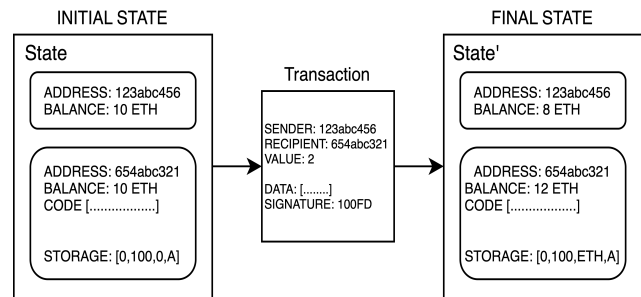 INITIAL STATE
State
ADDRESS: 123abc456
BALANCE: 10 ETH
ADDRESS: 654abc321
BALANCE: 10 ETH
CODE [.................]
STORAGE: [0,100,0,A]
Transaction
SENDER: 123abc456
RECIPIENT: 654abc321
VALUE: 2
DATA: [........]
SIGNATURE: 100FD
FINAL STATE
State'
ADDRESS: 123abc456
BALANCE: 8 ETH
ADDRESS: 654abc321
BALANCE: 12 ETH
CODE [.................]
STORAGE: [0,100,ETH,A]